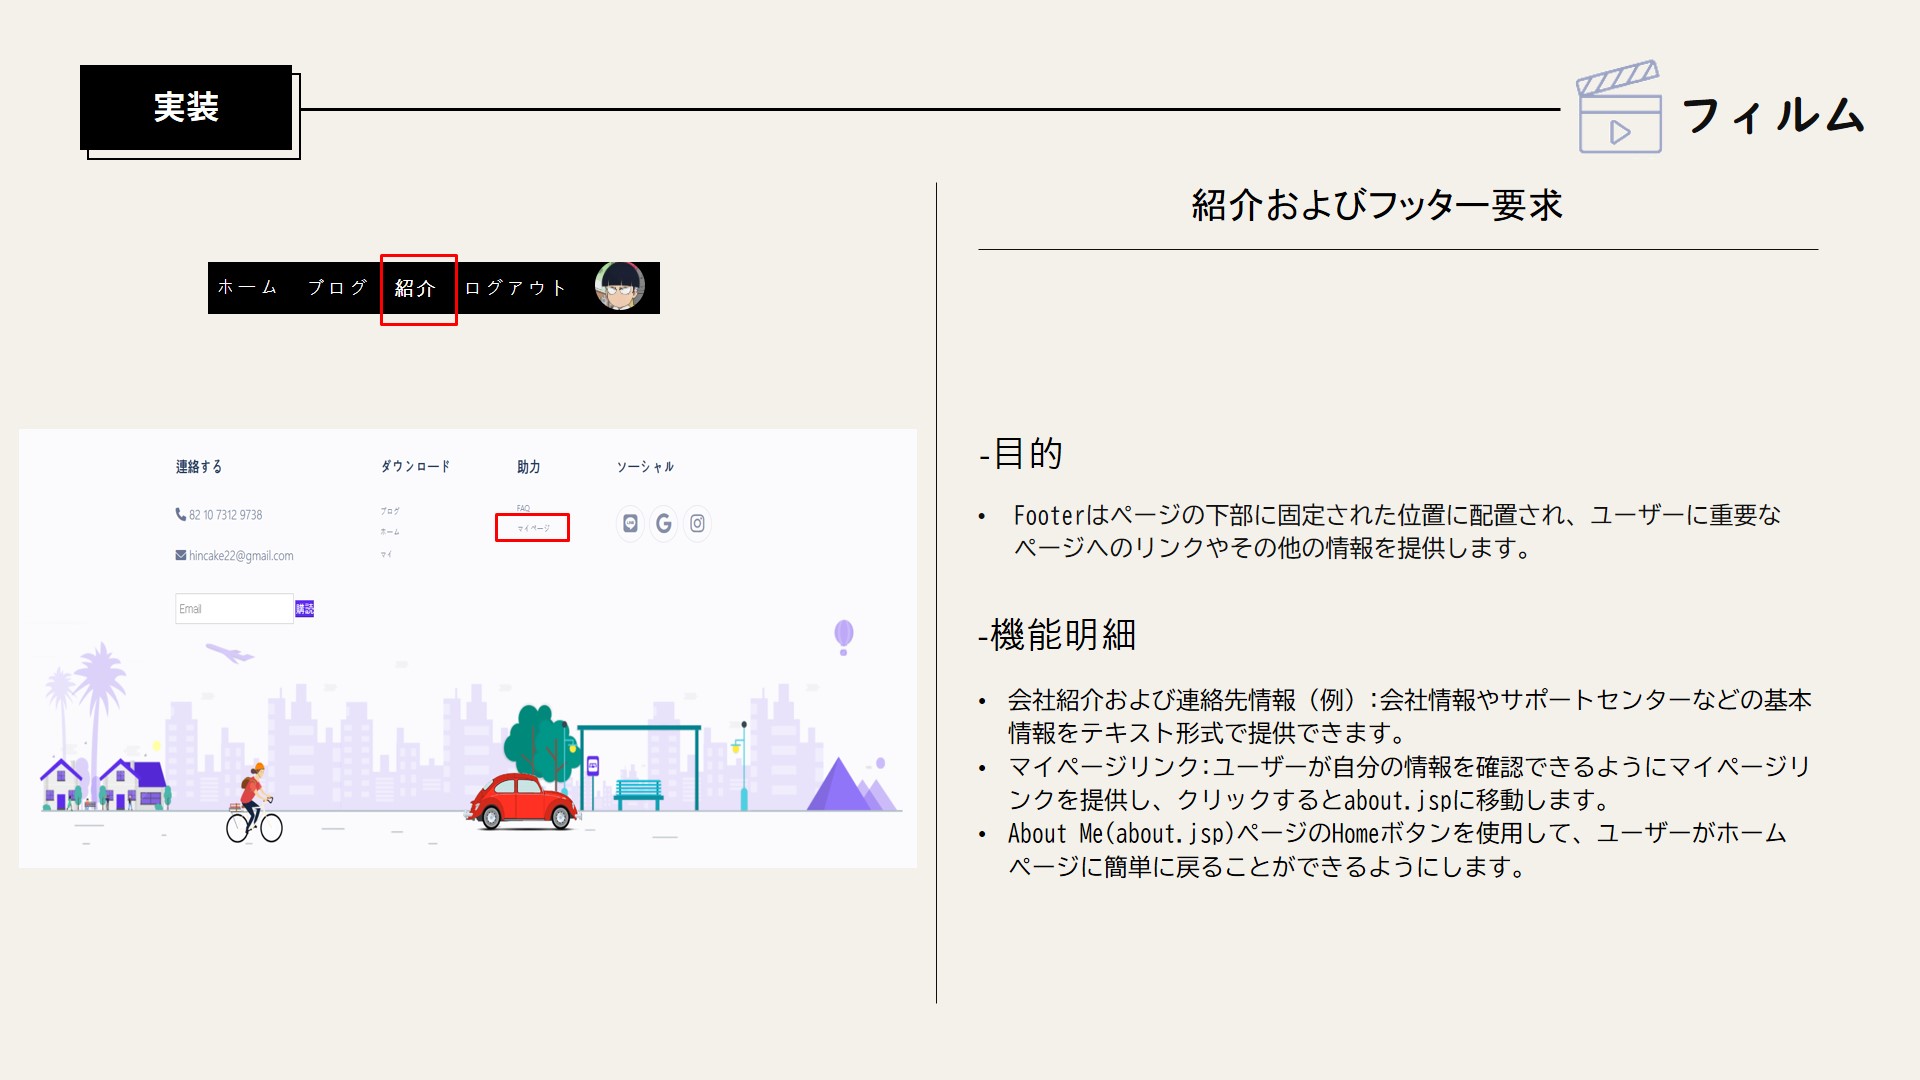 実装
フィルム
ホーム ブログ 紹介 ログアウト
連絡する
82 10 7312 9738
hincake22@gmail.com
Email 購読
ダウンロード
ブログ
ホーム
マイ
助力
FAQ
マイページ
ソーシャル
紹介およびフッター要求
-目的
• Footerはページの下部に固定された位置に配置され、ユーザーに重要な
ページへのリンクやその他の情報を提供します。
-機能明細
• 会社紹介および連絡先情報（例）:会社情報やサポートセンターなどの基本
情報をテキスト形式で提供できます。
• マイページリンク:ユーザーが自分の情報を確認できるようにマイページリ
ンクを提供し、クリックするとabout.jspに移動します。
• About Me(about.jsp)ページのHomeボタンを使用して、ユーザーがホーム
ページに簡単に戻ることができるようにします。